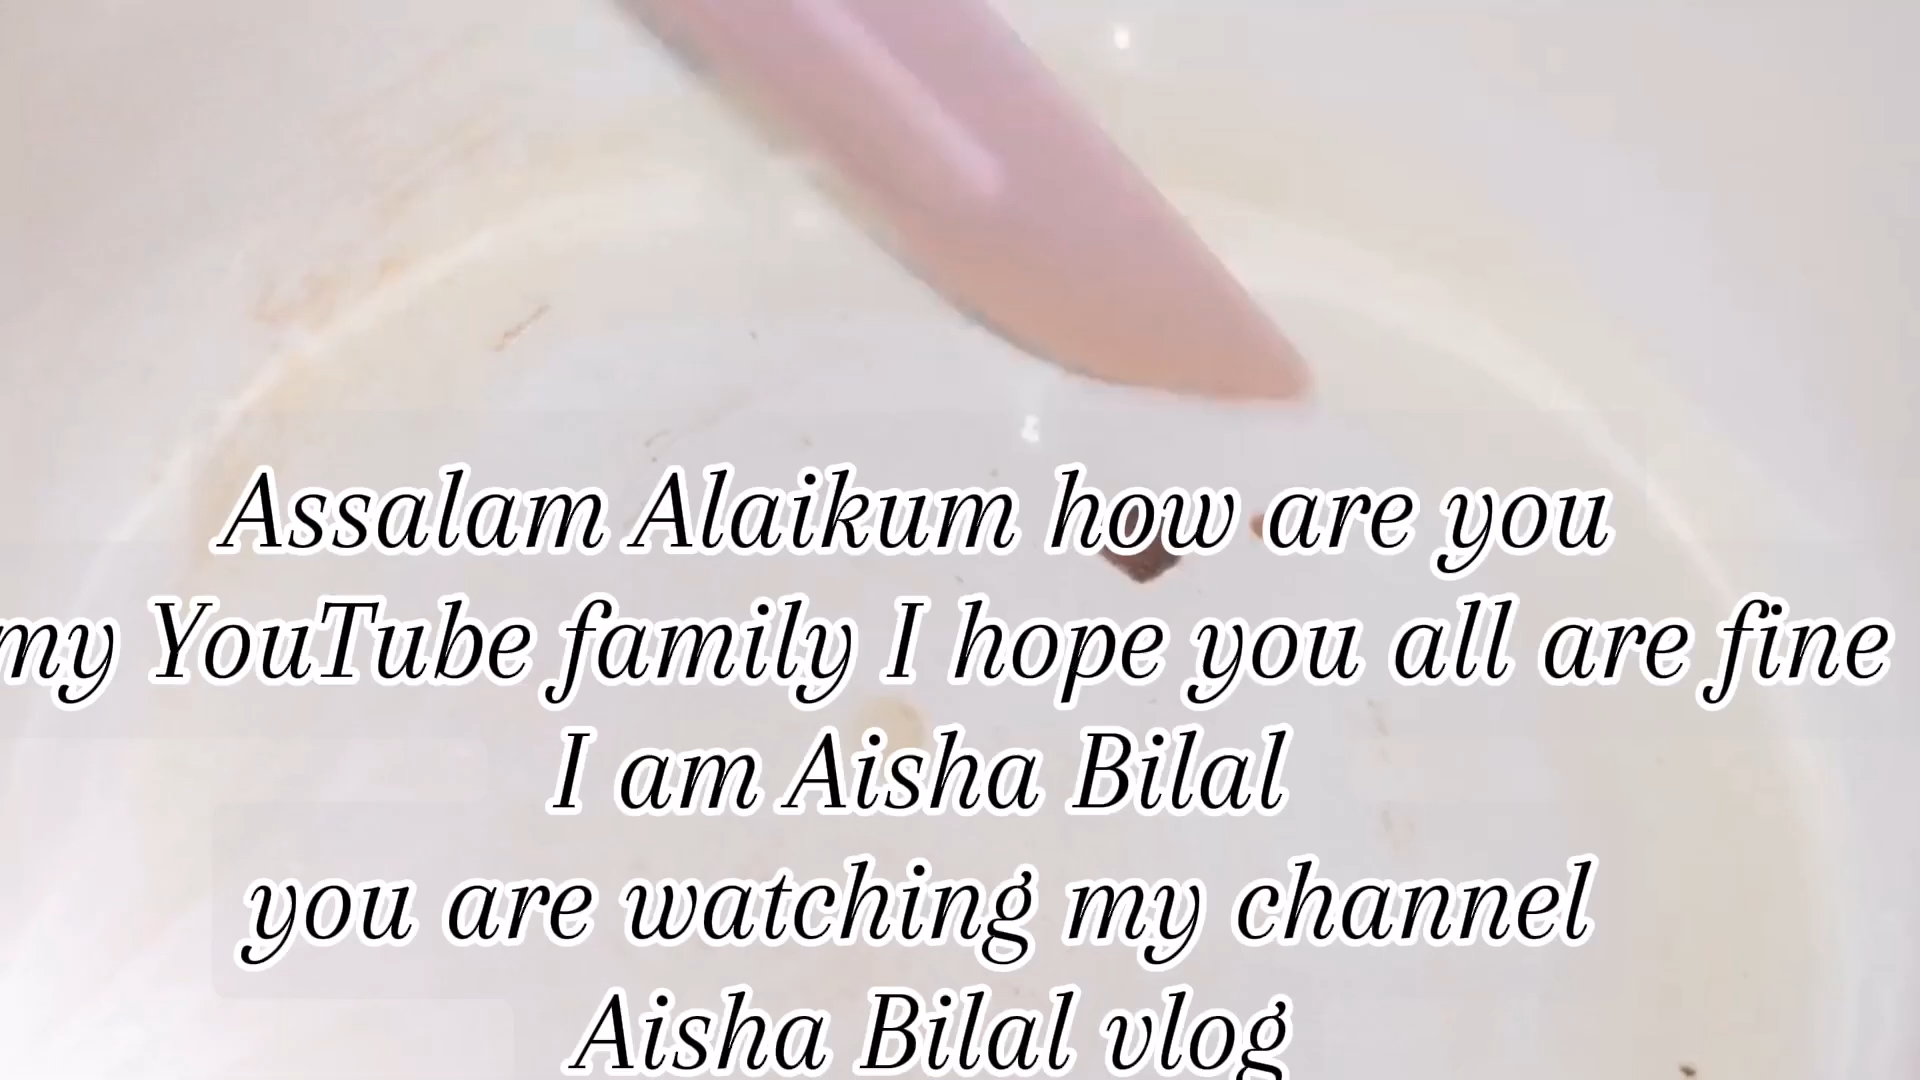 Assalam Alaikum how are you
my YouTube family I hope you all are fine
I am Aisha Bilal
you are watching my channel
Aisha Bilal vlog